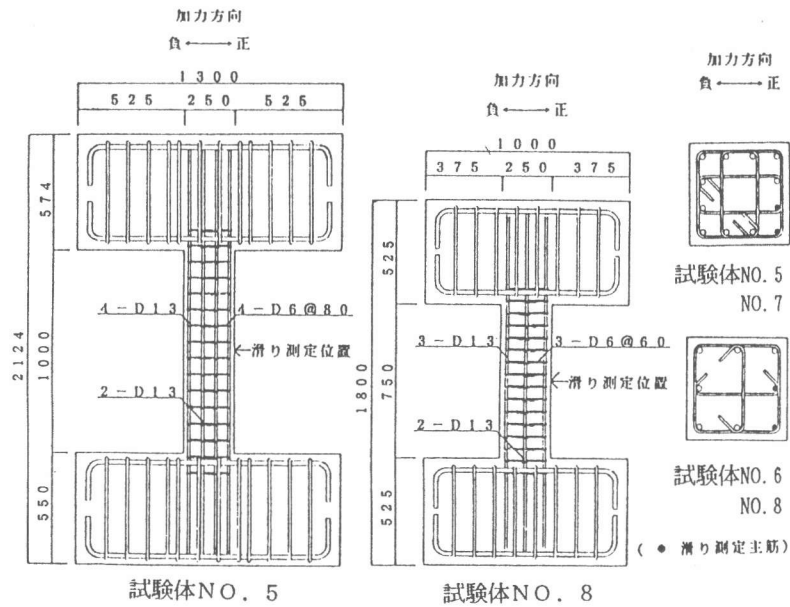 加力方向
負←→正
1300
525 250 525
574
2124
1000
550
4-D13
4-D6@80
←滑り測定位置
2-D13
試験体NO. 5
加力方向
負←→正
1000
375 250 375
525
1800
750
525
3-D13
3-D6@60
←滑り測定位置
2-D13
試験体NO. 8
加力方向
負←→正
試験体NO.5
NO.7
試験体NO.6
NO.8
(● 滑り測定主筋)